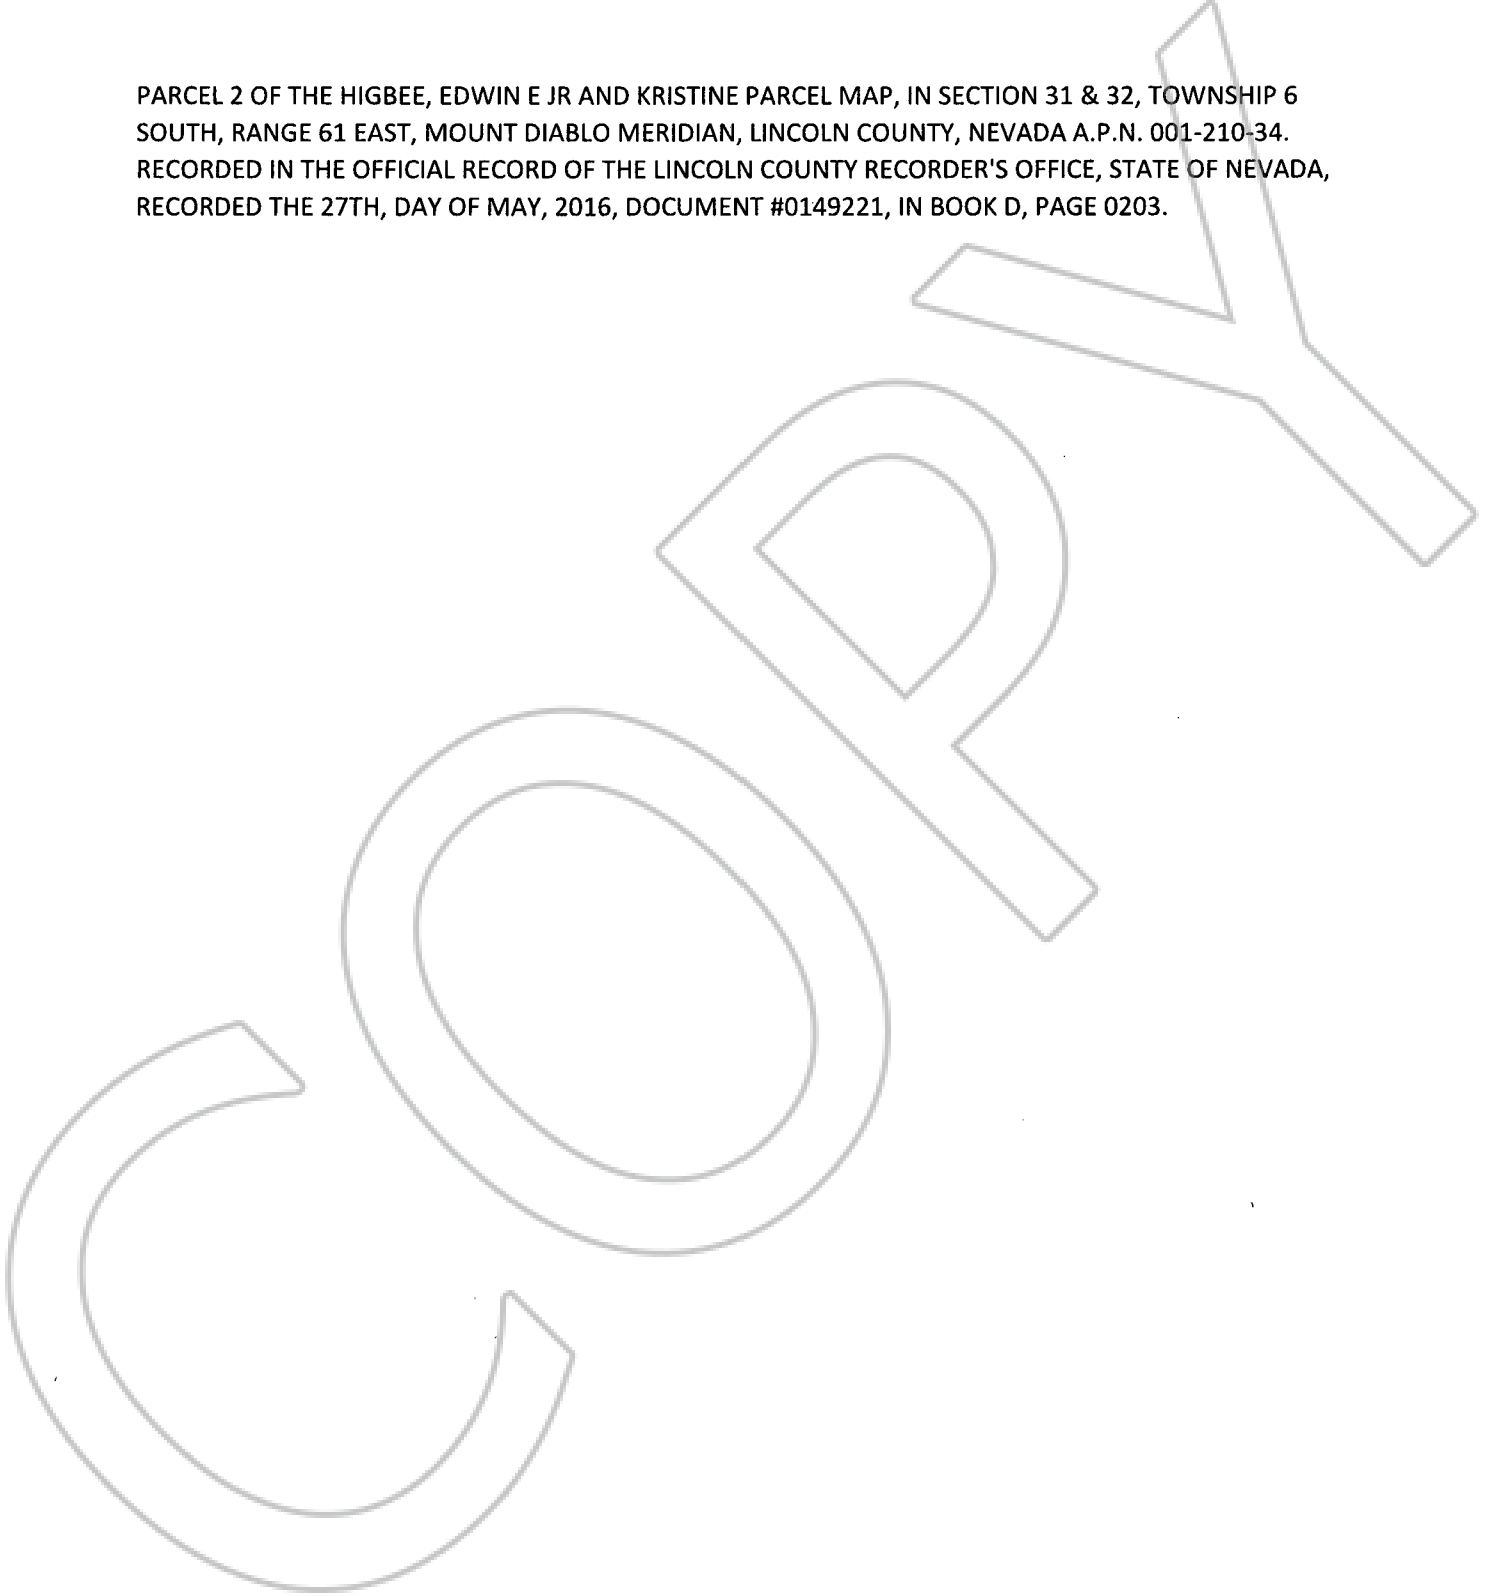 PARCEL 2 OF THE HIGBEE, EDWIN E JR AND KRISTINE PARCEL MAP, IN SECTION 31 & 32, TOWNSHIP 6
SOUTH, RANGE 61 EAST, MOUNT DIABLO MERIDIAN, LINCOLN COUNTY, NEVADA A.P.N. 001-210-34.
RECORDED IN THE OFFICIAL RECORD OF THE LINCOLN COUNTY RECORDER'S OFFICE, STATE OF NEVADA,
RECORDED THE 27TH, DAY OF MAY, 2016, DOCUMENT #0149221, IN BOOK D, PAGE 0203.
COPY